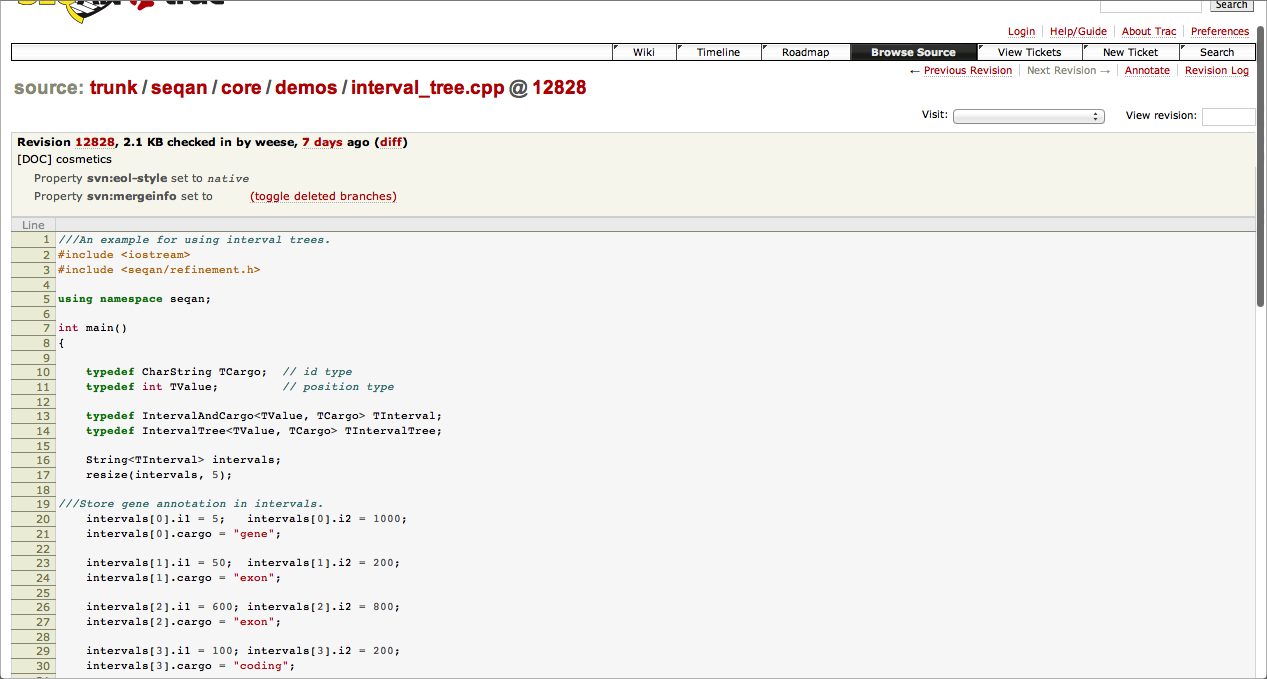 Search
Login Help/Guide About Trac Preferences
Wiki Timeline Roadmap Browse Source View Tickets New Ticket Search
← Previous Revision Next Revision → Annotate Revision Log
source: trunk / seqan / core / demos / interval_tree.cpp @ 12828
Visit: View revision:
Revision 12828, 2.1 KB checked in by weese, 7 days ago (diff)
[DOC] cosmetics
Property svn:eol-style set to native
Property svn:mergeinfo set to (toggle deleted branches)
Line
1 ///An example for using interval trees.
2 #include <iostream>
3 #include <seqan/refinement.h>
4
5 using namespace seqan;
6
7 int main()
8 {
9
10 typedef CharString TCargo; // id type
11 typedef int TValue; // position type
12
13 typedef IntervalAndCargo<TValue, TCargo> TInterval;
14 typedef IntervalTree<TValue, TCargo> TIntervalTree;
15
16 String<TInterval> intervals;
17 resize(intervals, 5);
18
19 ///Store gene annotation in intervals.
20 intervals[0].i1 = 5; intervals[0].i2 = 1000;
21 intervals[0].cargo = "gene";
22
23 intervals[1].i1 = 50; intervals[1].i2 = 200;
24 intervals[1].cargo = "exon";
25
26 intervals[2].i1 = 600; intervals[2].i2 = 800;
27 intervals[2].cargo = "exon";
28
29 intervals[3].i1 = 100; intervals[3].i2 = 200;
30 intervals[3].cargo = "coding";